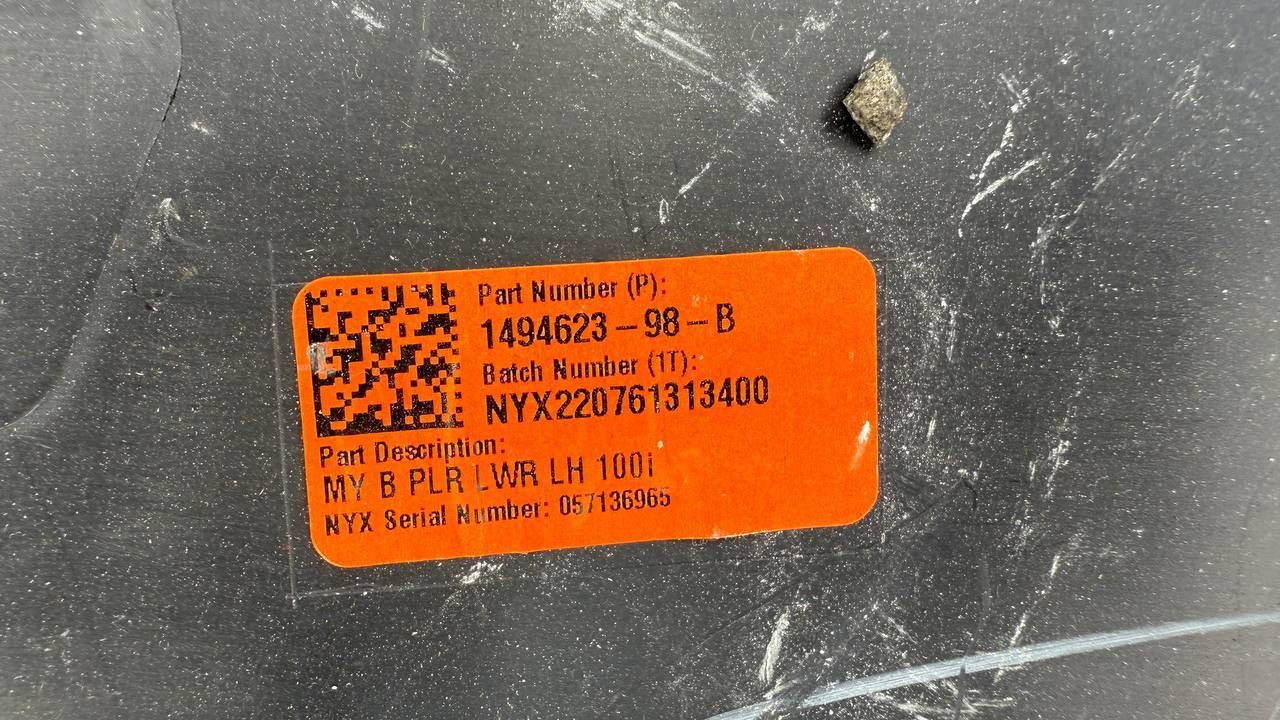 Part Number (P):
1494623-98-B
Batch Number (1T):
NYX220761313400
Part Description:
MY B PLR LWR LH 100i
NYX Serial Number: 057136965